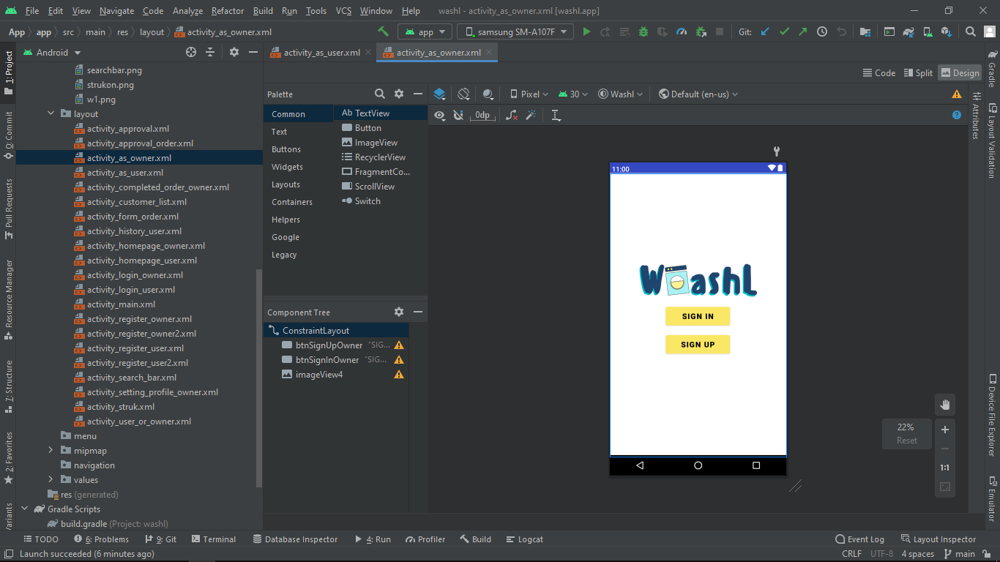 File Edit View Navigate Code Analyze Refactor Build Run Tools VCS Window Help washl - activity_as_owner.xml [washl.app]
App app src main res layout activity_as_owner.xml app samsung SM-A107F Git:
Android activity_as_user.xml activity_as_owner.xml
Code Split Design
1: Project
0: Commit
Pull Requests
Resource Manager
7: Structure
2: Favorites
searchbar.png
strukon.png
w1.png
layout
activity_approval.xml
activity_approval_order.xml
activity_as_owner.xml
activity_as_user.xml
activity_completed_order_owner.xml
activity_customer_list.xml
activity_form_order.xml
activity_history_user.xml
activity_homepage_owner.xml
activity_homepage_user.xml
activity_login_owner.xml
activity_login_user.xml
activity_main.xml
activity_register_owner.xml
activity_register_owner2.xml
activity_register_user.xml
activity_register_user2.xml
activity_search_bar.xml
activity_setting_profile_owner.xml
activity_struk.xml
activity_user_or_owner.xml
menu
mipmap
navigation
values
res (generated)
Gradle Scripts
build.gradle (Project: washl)
Palette
Common
Text
Buttons
Widgets
Layouts
Containers
Helpers
Google
Legacy
Ab TextView
Button
ImageView
RecyclerView
FragmentCo...
ScrollView
Switch
Component Tree
ConstraintLayout
btnSignUpOwner "SIG...
btnSignInOwner "SIG...
imageView4
Pixel 30 Washl Default (en-us)
0dp
11:00
WashL
SIGN IN
SIGN UP
22%
Reset
1:1
Gradle
Attributes
Layout Validation
Device File Explorer
Emulator
TODO 6: Problems 9: Git Terminal Database Inspector 4: Run Profiler Build Logcat Event Log Layout Inspector
Launch succeeded (6 minutes ago) CRLF UTF-8 4 spaces main